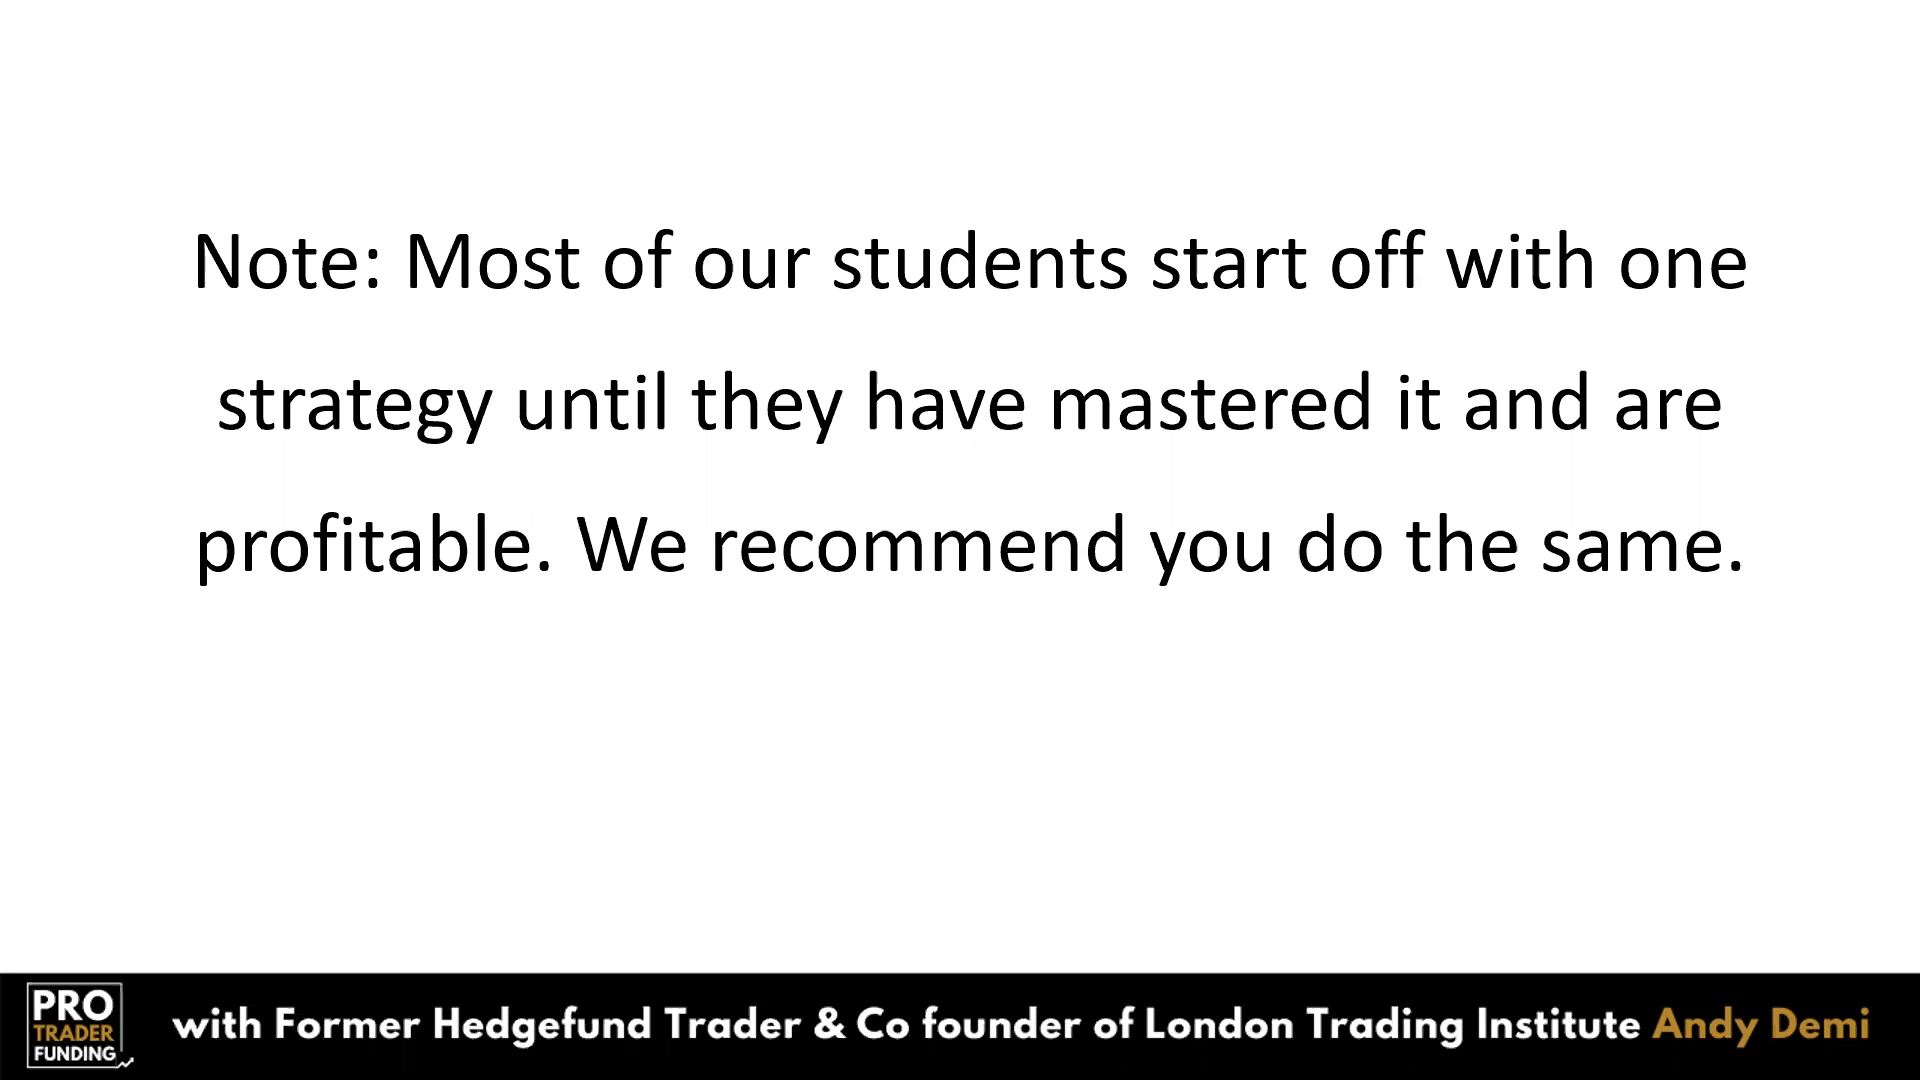 Note: Most of our students start off with one
strategy until they have mastered it and are
profitable. We recommend you do the same.
PRO
TRADER
FUNDING
with Former Hedgefund Trader & Co founder of London Trading Institute Andy Demi